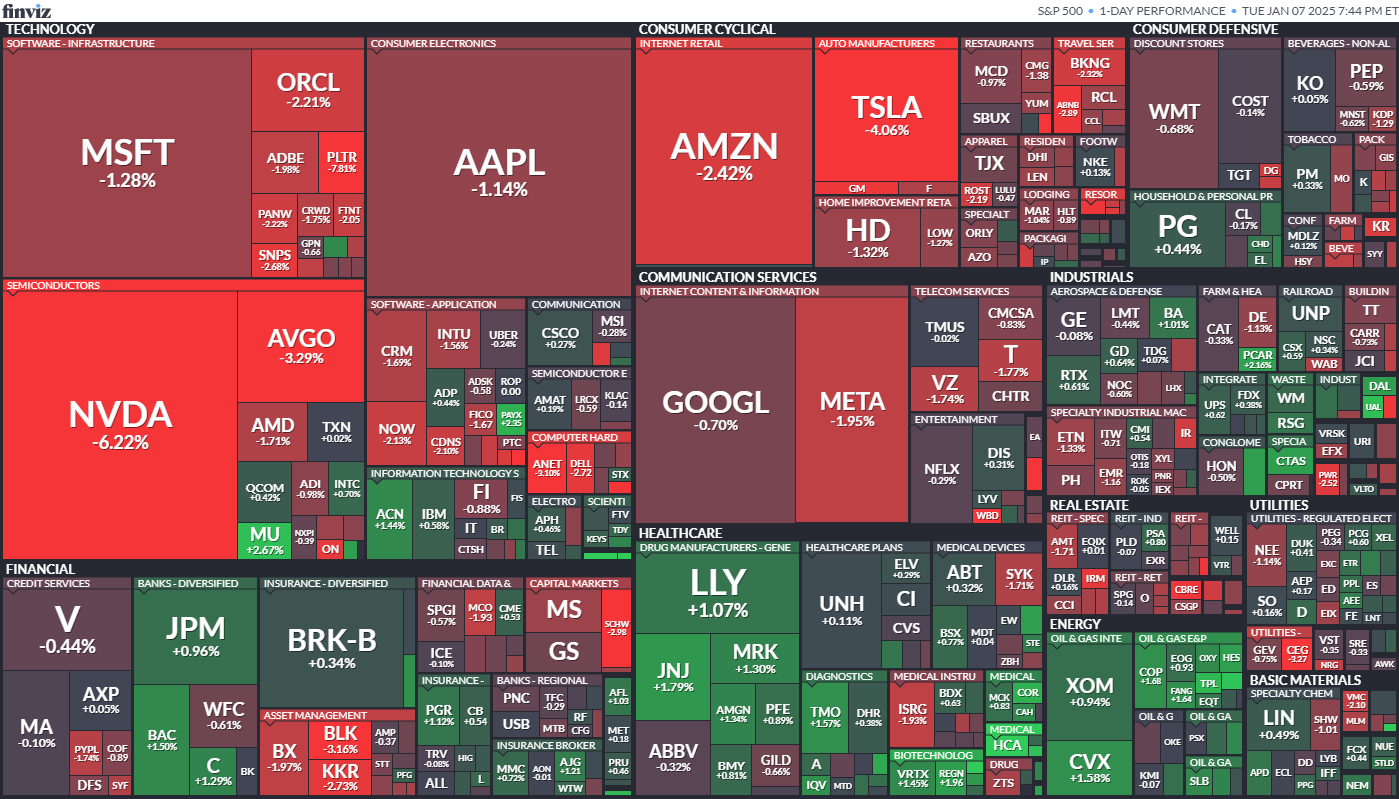 finviz
S&P 500 • 1-DAY PERFORMANCE • TUE JAN 07 2025 7:44 PM ET
TECHNOLOGY
SOFTWARE - INFRASTRUCTURE
MSFT
-1.28%
ORCL
-2.21%
ADBE
-1.98%
PLTR
-7.81%
PANW
-2.22%
CRWD
-1.75%
FTNT
-2.05
SNPS
-2.68%
GPN
-0.66
CONSUMER ELECTRONICS
AAPL
-1.14%
SEMICONDUCTORS
NVDA
-6.22%
AVGO
-3.29%
AMD
-1.71%
TXN
+0.02%
QCOM
+0.42%
ADI
-0.98%
INTC
+0.70%
MU
+2.67%
NXPI
-0.39
ON
SOFTWARE - APPLICATION
CRM
-1.69%
INTU
-1.56%
UBER
-0.24%
NOW
-2.13%
ADP
+0.44%
ADSK
-0.58
ROP
0.00
FICO
-1.67
PAYX
+2.35
CDNS
-2.10%
PTC
COMMUNICATION
CSCO
+0.27%
MSI
-0.28%
SEMICONDUCTOR E
AMAT
+0.19%
LRCX
-0.59
KLAC
-0.14
COMPUTER HARD
ANET
-3.10%
DELL
-2.72
STX
INFORMATION TECHNOLOGY S
ACN
+1.44%
IBM
+0.58%
FI
-0.88%
FIS
IT
BR
CTSH
ELECTRO
APH
+0.46%
TEL
SCIENTI
FTV
TDY
KEYS
CONSUMER CYCLICAL
INTERNET RETAIL
AMZN
-2.42%
AUTO MANUFACTURERS
TSLA
-4.06%
GM
F
HOME IMPROVEMENT RETA
HD
-1.32%
LOW
-1.27%
RESTAURANTS
MCD
-0.97%
CMG
-1.38
SBUX
YUM
TRAVEL SER
BKNG
-2.32%
ABNB
-2.89
RCL
CCL
APPAREL
TJX
ROST
-2.19
LULU
-0.47
RESIDEN
DHI
LEN
FOOTW
NKE
+0.13%
SPECIALT
ORLY
AZO
LODGING
MAR
-1.04%
HLT
-0.89
RESOR
PACKAGI
IP
CONSUMER DEFENSIVE
DISCOUNT STORES
WMT
-0.68%
COST
-0.14%
TGT
DG
BEVERAGES - NON-AL
KO
+0.05%
PEP
-0.59%
MNST
-0.62%
KDP
-1.29
HOUSEHOLD & PERSONAL PR
PG
+0.44%
CL
-0.17%
CHD
EL
TOBACCO
PM
+0.33%
MO
PACK
GIS
K
CONF
MDLZ
+0.12%
HSY
FARM
BEVE
KR
SYY
COMMUNICATION SERVICES
INTERNET CONTENT & INFORMATION
GOOGL
-0.70%
META
-1.95%
TELECOM SERVICES
TMUS
-0.02%
CMCSA
-0.83%
T
-1.77%
VZ
-1.74%
CHTR
ENTERTAINMENT
NFLX
-0.29%
DIS
+0.31%
LYV
WBD
EA
INDUSTRIALS
AEROSPACE & DEFENSE
GE
-0.08%
LMT
-0.44%
BA
+1.01%
RTX
+0.61%
GD
+0.64%
TDG
+0.07%
NOC
-0.60%
LHX
FARM & HEA
CAT
-0.33%
DE
-1.13%
PCAR
+2.16%
RAILROAD
UNP
CSX
+0.59
NSC
+0.34%
WAB
BUILDIN
TT
CARR
-0.73%
JCI
SPECIALTY INDUSTRIAL MAC
ETN
-1.33%
ITW
-0.71
CMI
+0.54
IR
PH
EMR
-1.16
OTIS
-0.18
XYL
ROK
-0.05
PNR
IEX
INTEGRATE
UPS
+0.62
FDX
+0.38%
WASTE
WM
RSG
INDUST
DAL
UAL
CONGLOME
HON
-0.50%
SPECIA
CTAS
CPRT
VRSK
EFX
URI
PWR
-2.52
VLTO
HEALTHCARE
DRUG MANUFACTURERS - GENE
LLY
+1.07%
JNJ
+1.79%
MRK
+1.30%
AMGN
+1.34%
PFE
+0.89%
ABBV
-0.32%
BMY
+0.81%
GILD
-0.66%
HEALTHCARE PLANS
UNH
+0.11%
ELV
+0.29%
CI
CVS
MEDICAL DEVICES
ABT
+0.32%
SYK
-1.71%
BSX
+0.77%
MDT
+0.04
EW
STE
ZBH
DIAGNOSTICS
TMO
+1.57%
DHR
+0.38%
A
IQV
MTD
MEDICAL INSTRU
ISRG
-1.93%
BDX
+0.63
MEDICAL
MCK
+0.83
COR
CAH
BIOTECHNOLOG
VRTX
+1.45%
REGN
+1.96
MEDICAL
HCA
DRUG
ZTS
REAL ESTATE
REIT - SPEC
AMT
-1.71
EQIX
+0.01
DLR
+0.16%
IRM
CCI
REIT - IND
PLD
-0.07
PSA
+0.80
EXR
REIT -
WELL
+0.15
VTR
REIT - RET
SPG
-0.14
O
CBRE
CSGP
UTILITIES
UTILITIES - REGULATED ELECT
NEE
-1.14%
DUK
+0.41
PEG
-0.34
PCG
+0.60
XEL
EXC
ETR
SO
+0.16%
AEP
+0.17
ED
PPL
ES
D
EIX
AEE
FE
LNT
UTILITIES -
GEV
-0.75%
CEG
-3.27
VST
-0.35
NRG
SRE
-0.33
AWK
ENERGY
OIL & GAS INTE
XOM
+0.94%
CVX
+1.58%
OIL & GAS E&P
COP
+1.68
EOG
+0.93
OXY
HES
FANG
+1.64
TPL
EQT
OIL & G
OKE
KMI
-0.07
OIL & GA
PSX
OIL & GA
SLB
BASIC MATERIALS
SPECIALTY CHEM
LIN
+0.49%
SHW
-1.01
APD
ECL
DD
LYB
PPG
IFF
VMC
-2.10
MLM
FCX
+0.44
NUE
STLD
NEM
FINANCIAL
CREDIT SERVICES
V
-0.44%
MA
-0.10%
AXP
+0.05%
PYPL
-1.74%
COF
-0.89
DFS
SYF
BANKS - DIVERSIFIED
JPM
+0.96%
BAC
+1.50%
WFC
-0.61%
C
+1.29%
BK
INSURANCE - DIVERSIFIED
BRK-B
+0.34%
ASSET MANAGEMENT
BX
-1.97%
BLK
-3.16%
KKR
-2.73%
AMP
-0.37
STT
PFG
FINANCIAL DATA &
SPGI
-0.57%
MCO
-1.93
CME
+0.53
ICE
-0.10%
CAPITAL MARKETS
MS
GS
SCHW
-2.98
INSURANCE -
PGR
+1.12%
CB
+0.54
TRV
-0.08%
HIG
ALL
L
BANKS - REGIONAL
PNC
TFC
-0.29
USB
MTB
RF
CFG
INSURANCE BROKER
MMC
+0.72%
AON
-0.01
AJG
+1.21
WTW
AFL
+1.03
MET
+0.18
PRU
+0.46